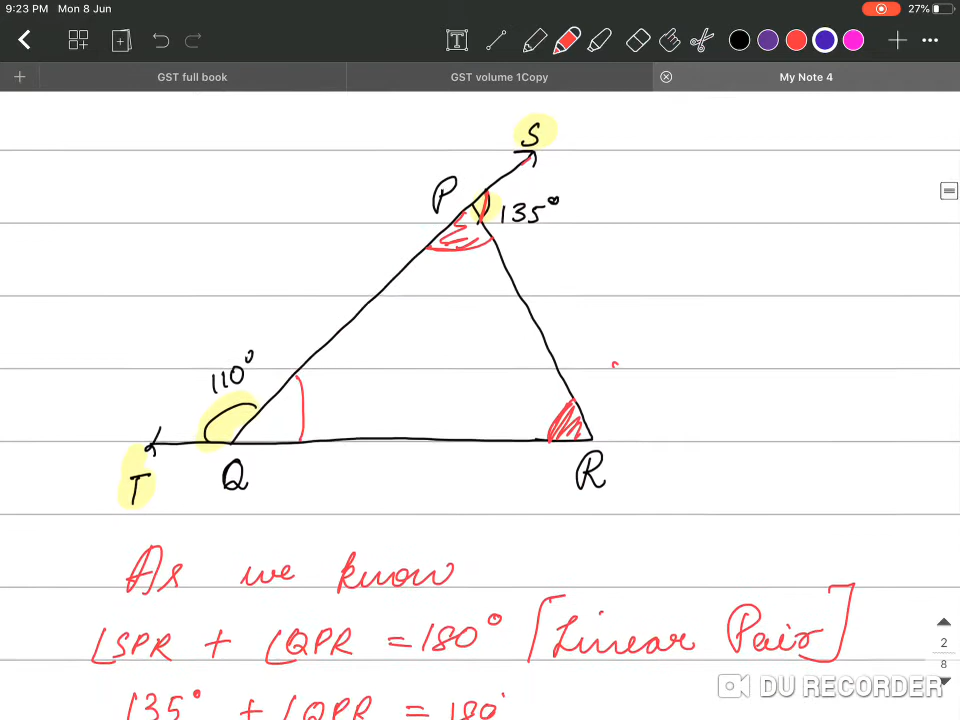 9:23 PM Mon 8 Jun 27%
GST full book GST volume 1Copy My Note 4
S
P 135°
110°
T Q R
As we know
∠SPR + ∠QPR = 180° [Linear Pair]
135° + ∠QPR = 180°
2
8
DU RECORDER